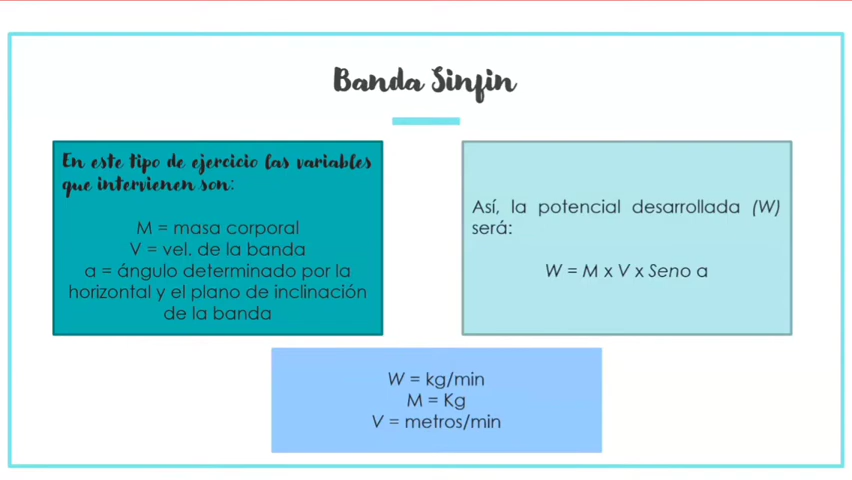 Banda Sinfin
En este tipo de ejercicio las variables
que intervienen son:
M = masa corporal
V = vel. de la banda
a = ángulo determinado por la
horizontal y el plano de inclinación
de la banda
Así, la potencial desarrollada (W)
será:
W = M x V x Seno a
W = kg/min
M = Kg
V = metros/min